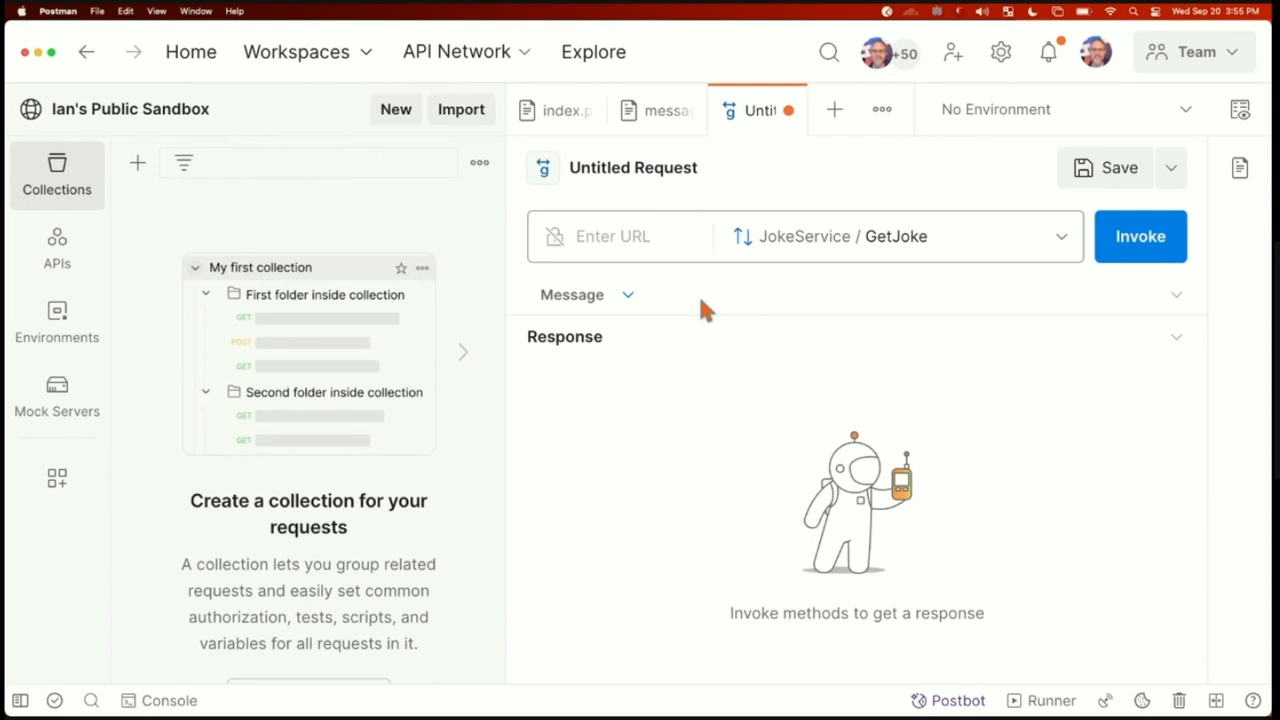 Postman File Edit View Window Help Wed Sep 20 3:55 PM
Home Workspaces API Network Explore +50 Team
Ian's Public Sandbox New Import index.p messa Untit No Environment
Collections
APIs
Environments
Mock Servers
My first collection
First folder inside collection
GET
POST
GET
Second folder inside collection
GET
GET
Create a collection for your
requests
A collection lets you group related
requests and easily set common
authorization, tests, scripts, and
variables for all requests in it.
g Untitled Request Save
Enter URL JokeService / GetJoke Invoke
Message
Response
Invoke methods to get a response
Console Postbot Runner